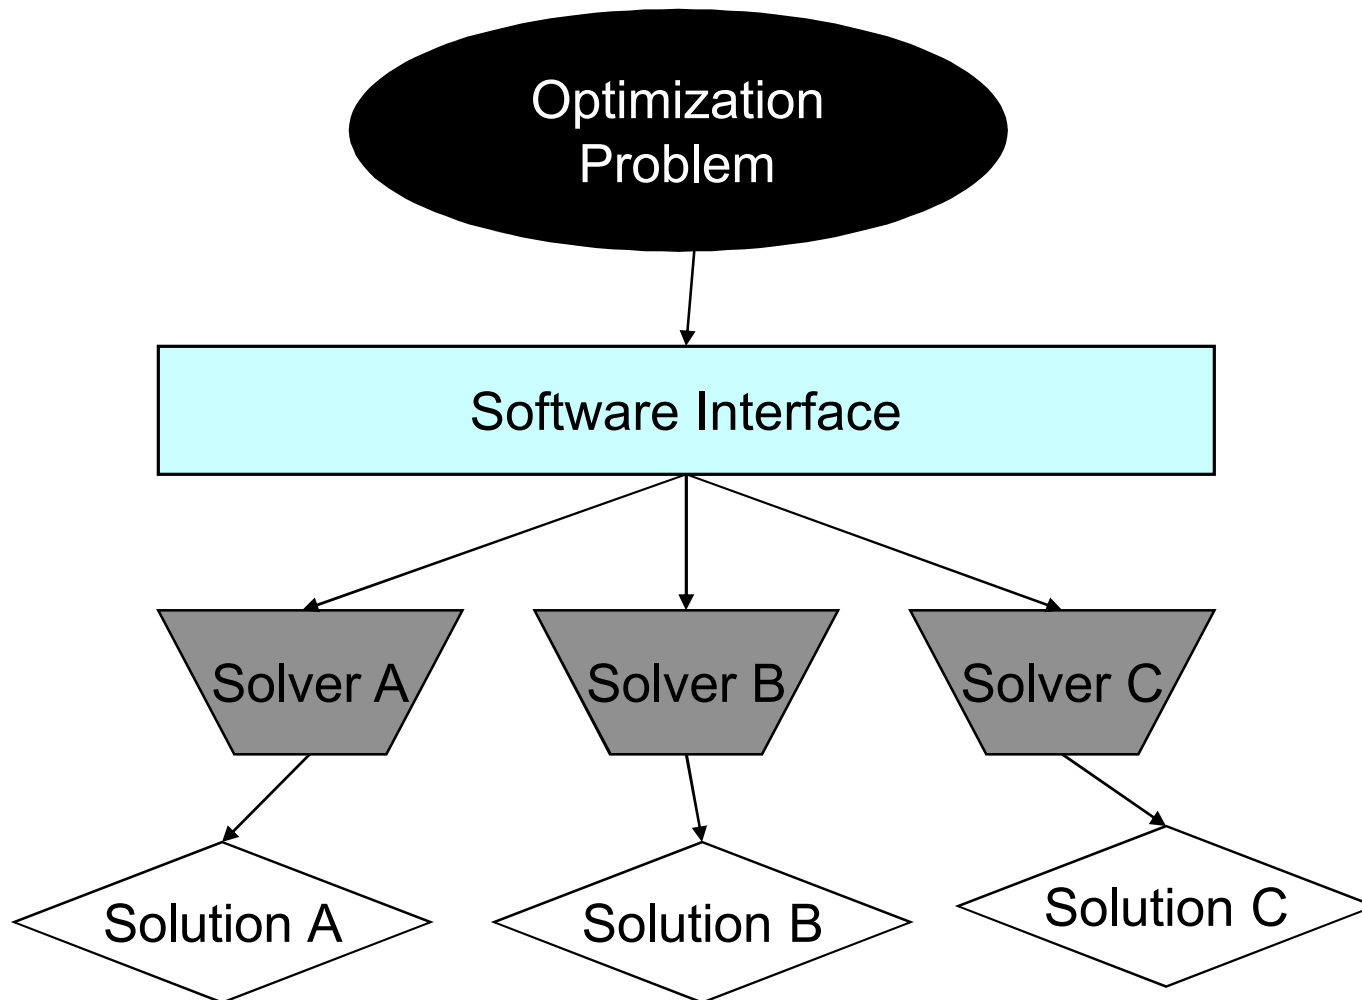 Optimization
Problem
Software Interface
Solver A
Solver B
Solver C
Solution A
Solution B
Solution C